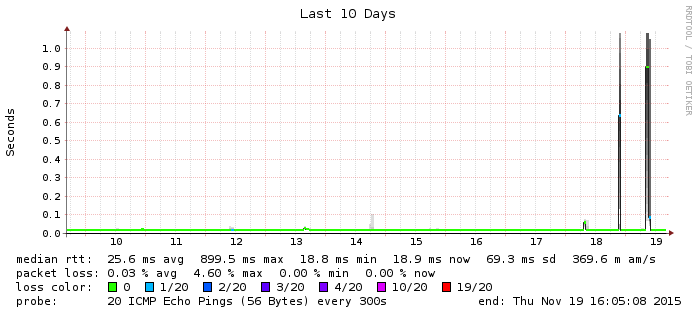 Last 10 Days
RRDTOOL / TOBI OETIKER
Seconds
1.0
0.9
0.8
0.7
0.6
0.5
0.4
0.3
0.2
0.1
0.0
10 11 12 13 14 15 16 17 18 19
median rtt: 25.6 ms avg 899.5 ms max 18.8 ms min 18.9 ms now 69.3 ms sd 369.6 m am/s
packet loss: 0.03 % avg 4.60 % max 0.00 % min 0.00 % now
loss color: 0 1/20 2/20 3/20 4/20 10/20 19/20
probe: 20 ICMP Echo Pings (56 Bytes) every 300s end: Thu Nov 19 16:05:08 2015